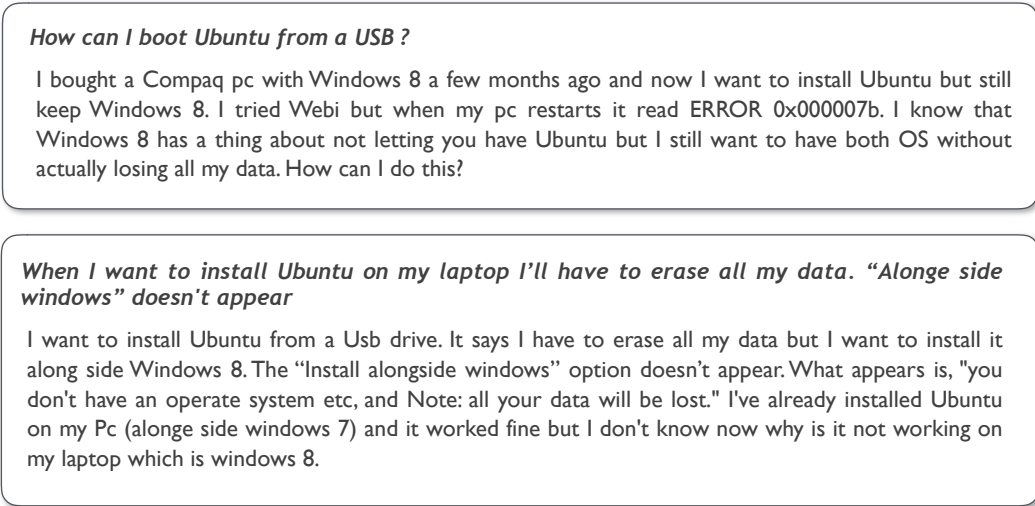 How can I boot Ubuntu from a USB ?
I bought a Compaq pc with Windows 8 a few months ago and now I want to install Ubuntu but still
keep Windows 8. I tried Webi but when my pc restarts it read ERROR 0x000007b. I know that
Windows 8 has a thing about not letting you have Ubuntu but I still want to have both OS without
actually losing all my data. How can I do this?
When I want to install Ubuntu on my laptop I’ll have to erase all my data. “Alonge side
windows” doesn't appear
I want to install Ubuntu from a Usb drive. It says I have to erase all my data but I want to install it
along side Windows 8. The “Install alongside windows” option doesn’t appear. What appears is, "you
don't have an operate system etc, and Note: all your data will be lost." I've already installed Ubuntu
on my Pc (alonge side windows 7) and it worked fine but I don't know now why is it not working on
my laptop which is windows 8.